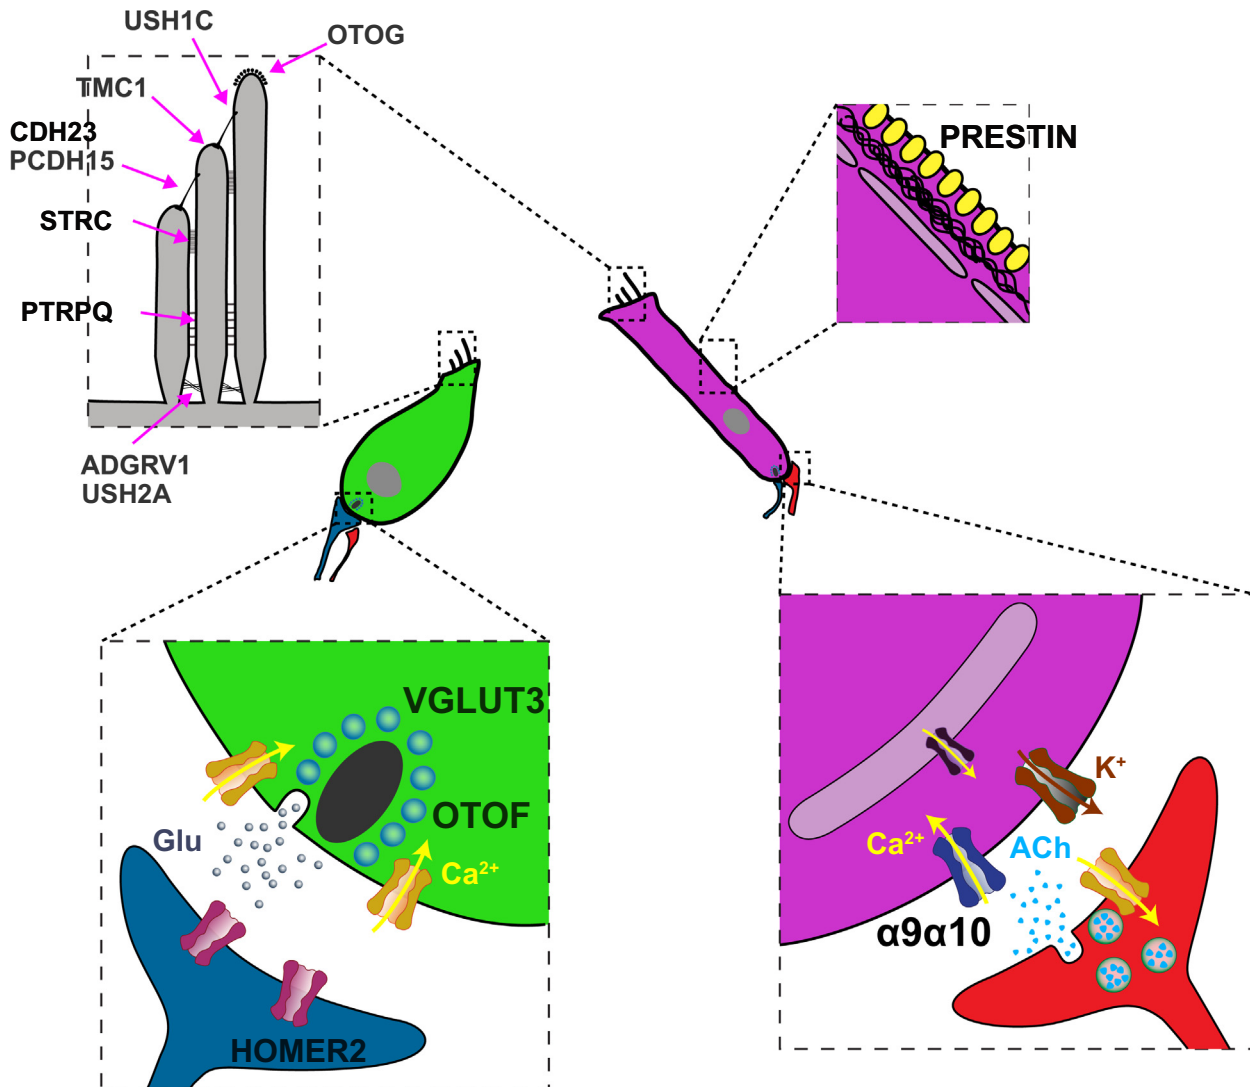 USH1C
OTOG
TMC1
CDH23
PCDH15
STRC
PTRPQ
ADGRV1
USH2A
PRESTIN
VGLUT3
OTOF
Glu
Ca²⁺
HOMER2
K⁺
Ca²⁺
ACh
α9α10